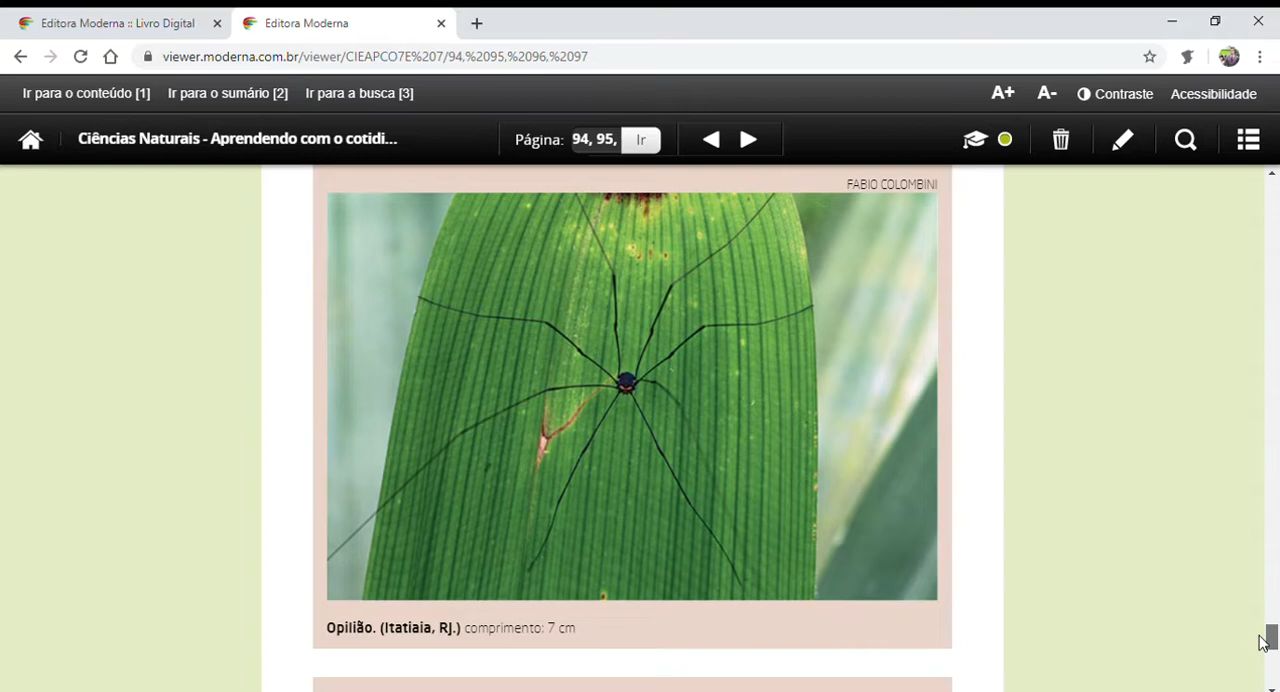 Editora Moderna :: Livro Digital
Editora Moderna
viewer.moderna.com.br/viewer/CIEAPCO7E%207/94,%2095,%2096,%2097
Ir para o conteúdo [1] Ir para o sumário [2] Ir para a busca [3] A+ A- Contraste Acessibilidade
Ciências Naturais - Aprendendo com o cotidi... Página: 94, 95, Ir
FABIO COLOMBINI
Opilião. (Itatiaia, RJ.) comprimento: 7 cm